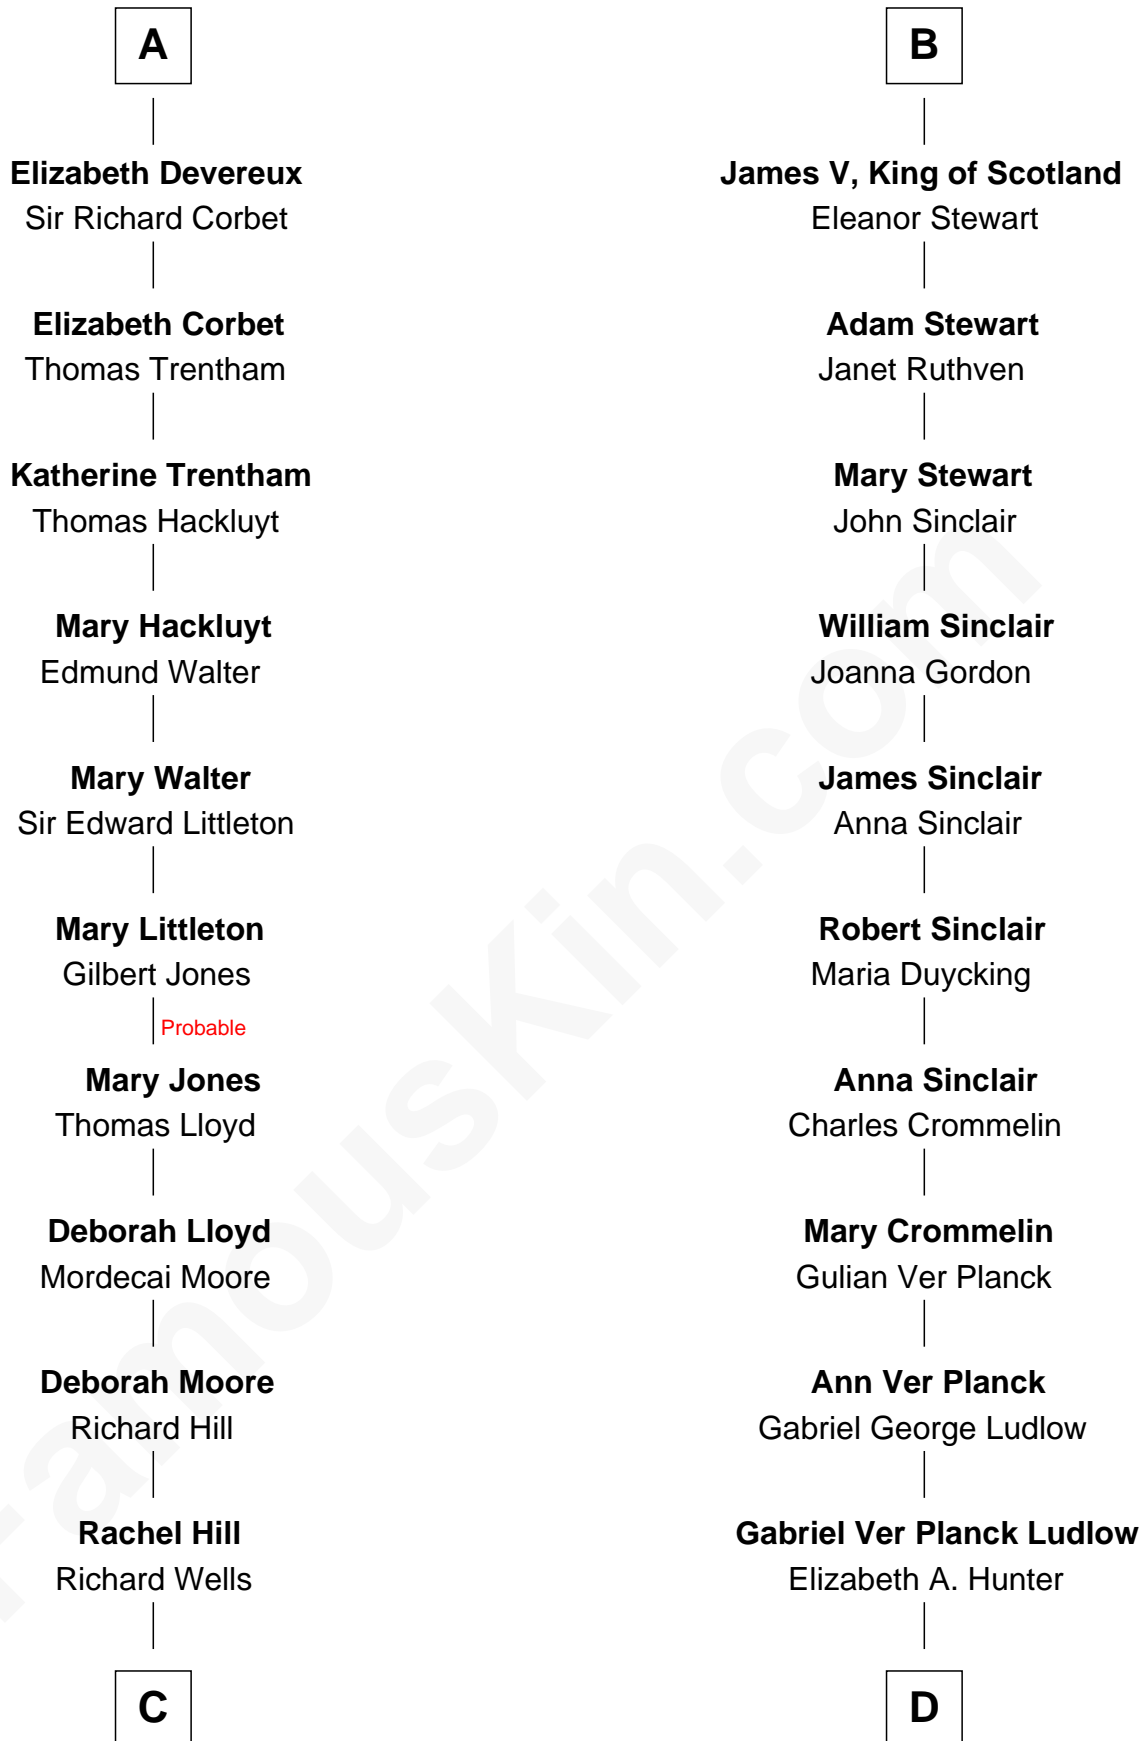 A
Elizabeth Devereux
Sir Richard Corbet
Elizabeth Corbet
Thomas Trentham
Katherine Trentham
Thomas Hackluyt
Mary Hackluyt
Edmund Walter
Mary Walter
Sir Edward Littleton
Mary Littleton
Gilbert Jones
Probable
Mary Jones
Thomas Lloyd
Deborah Lloyd
Mordecai Moore
Deborah Moore
Richard Hill
Rachel Hill
Richard Wells
C
B
James V, King of Scotland
Eleanor Stewart
Adam Stewart
Janet Ruthven
Mary Stewart
John Sinclair
William Sinclair
Joanna Gordon
James Sinclair
Anna Sinclair
Robert Sinclair
Maria Duycking
Anna Sinclair
Charles Crommelin
Mary Crommelin
Gulian Ver Planck
Ann Ver Planck
Gabriel George Ludlow
Gabriel Ver Planck Ludlow
Elizabeth A. Hunter
D
FamousKin.com